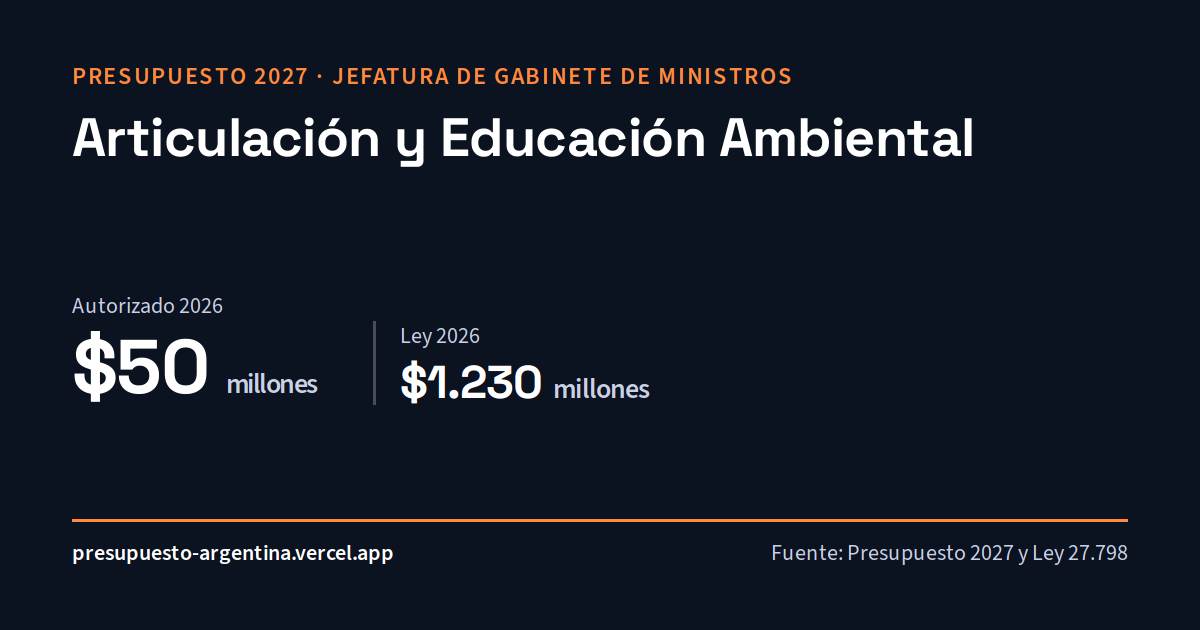 PRESUPUESTO 2027 · JEFATURA DE GABINETE DE MINISTROS
Articulación y Educación Ambiental
Autorizado 2026
$50 millones
Ley 2026
$1.230 millones
presupuesto-argentina.vercel.app
Fuente: Presupuesto 2027 y Ley 27.798